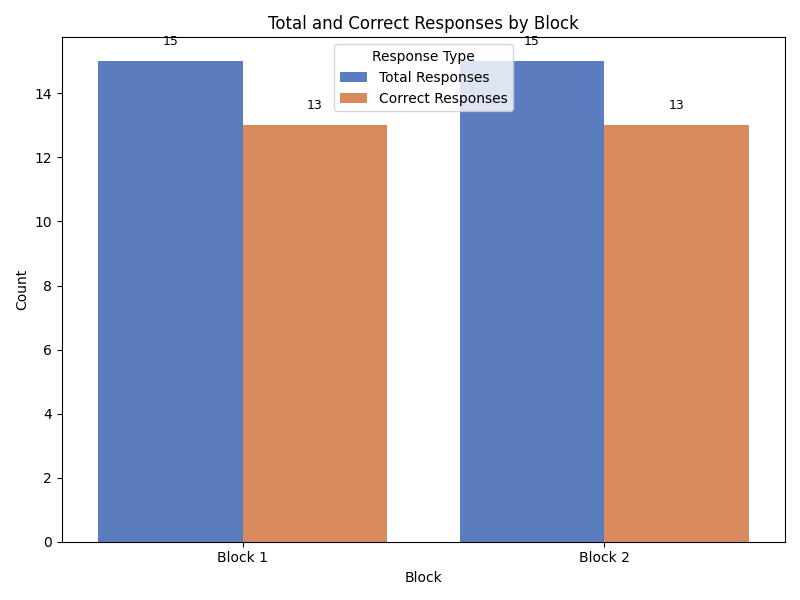 Total and Correct Responses by Block
15
15
Response Type
Total Responses
Correct Responses
13
13
14
12
10
8
6
4
2
0
Count
Block 1
Block 2
Block